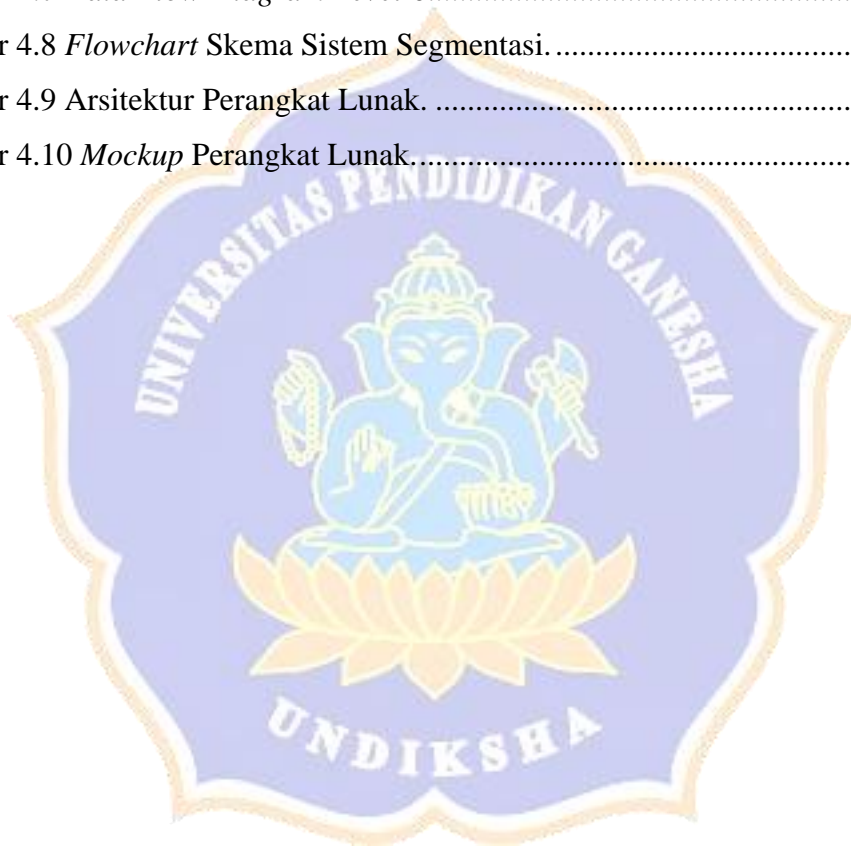 r 4.8 Flowchart Skema Sistem Segmentasi. ......................................
r 4.9 Arsitektur Perangkat Lunak. .....................................................
r 4.10 Mockup Perangkat Lunak.......................................................
UNIVERSITAS PENDIDIKAN GANESHA
UNDIKSHA